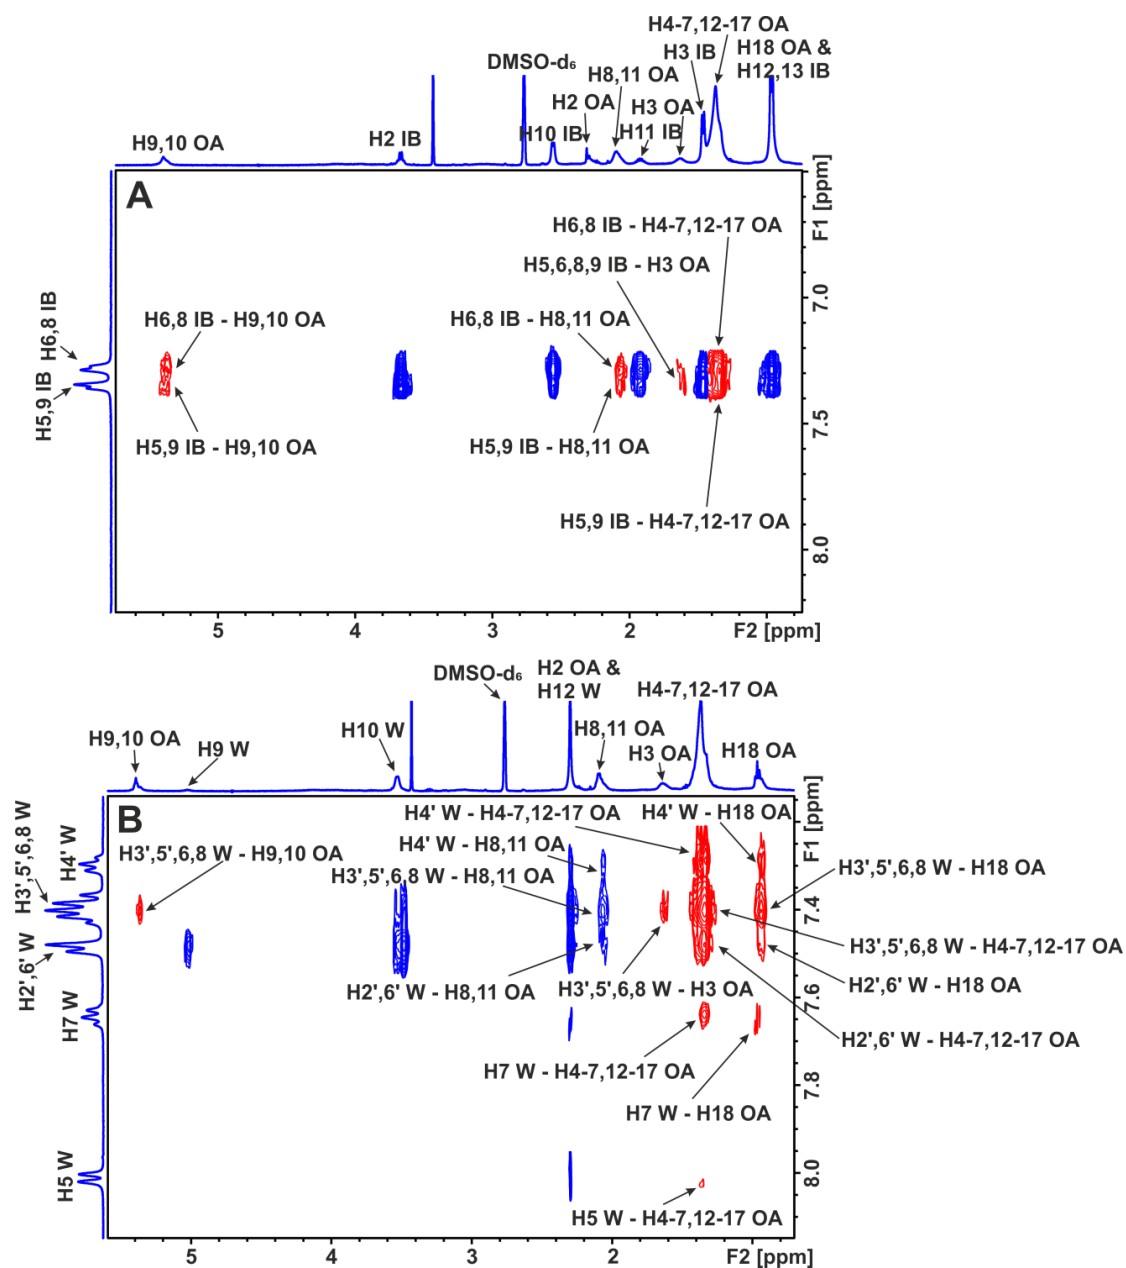 H4-7,12-17 OA
H3 IB
H18 OA &
H12,13 IB
DMSO-d₆
H8,11 OA
H2 OA
H3 OA
H9,10 OA
H2 IB
H10 IB
H11 IB
A
F1 [ppm]
H6,8 IB - H4-7,12-17 OA
H5,6,8,9 IB - H3 OA
7.0
H6,8 IB
H5,9 IB
H6,8 IB - H9,10 OA
H6,8 IB - H8,11 OA
H5,9 IB - H9,10 OA
H5,9 IB - H8,11 OA
7.5
H5,9 IB - H4-7,12-17 OA
8.0
5
4
3
2
F2 [ppm]
H2 OA &
H12 W
DMSO-d₆
H4-7,12-17 OA
H9,10 OA
H9 W
H10 W
H8,11 OA
H3 OA
H18 OA
B
F1 [ppm]
H4' W - H4-7,12-17 OA
H4' W - H18 OA
H4' W - H8,11 OA
H3',5',6,8 W - H9,10 OA
H3',5',6,8 W - H8,11 OA
H3',5',6,8 W - H18 OA
H4' W
H3',5',6,8 W
H2',6' W
H7 W
H5 W
7.4
H3',5',6,8 W - H4-7,12-17 OA
H2',6' W - H8,11 OA
H3',5',6,8 W - H3 OA
H2',6' W - H18 OA
7.6
H2',6' W - H4-7,12-17 OA
H7 W - H4-7,12-17 OA
7.8
H7 W - H18 OA
8.0
H5 W - H4-7,12-17 OA
5
4
3
2
F2 [ppm]